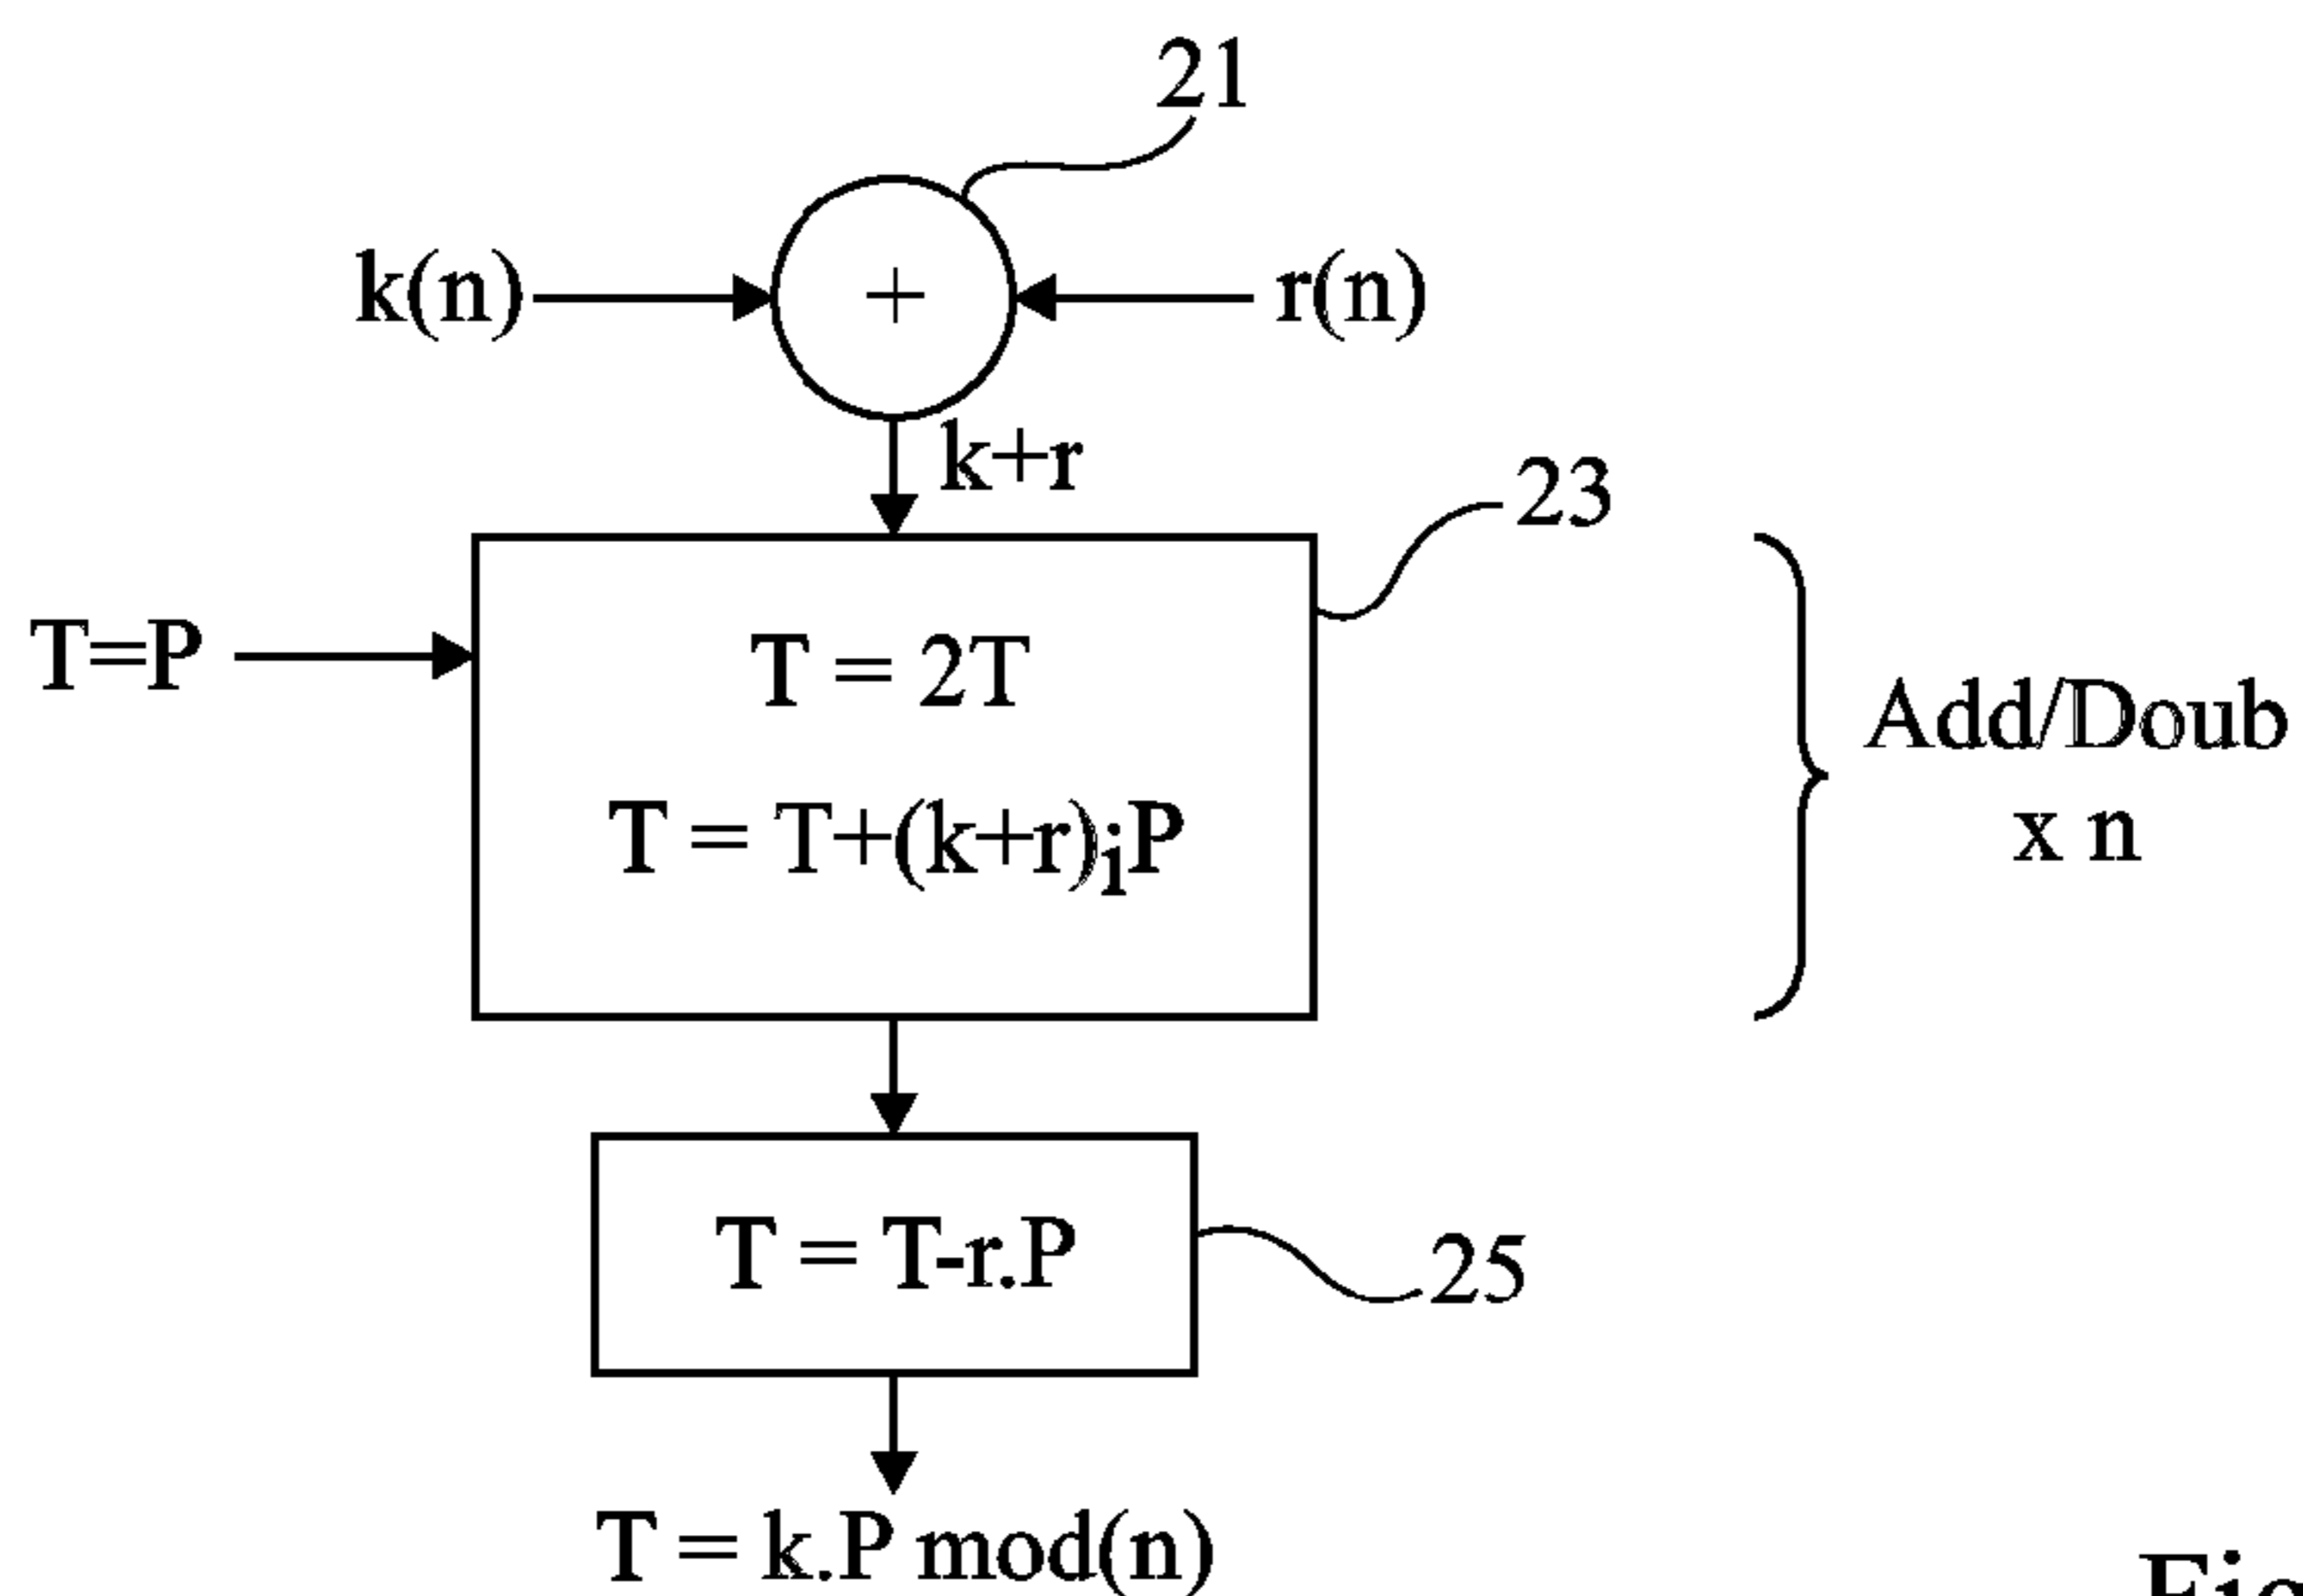 21
k(n)
+
r(n)
k+r
23
T=P
T = 2T
T = T+(k+r)iP
Add/Doub
x n
T = T-r.P
25
T = k.P mod(n)